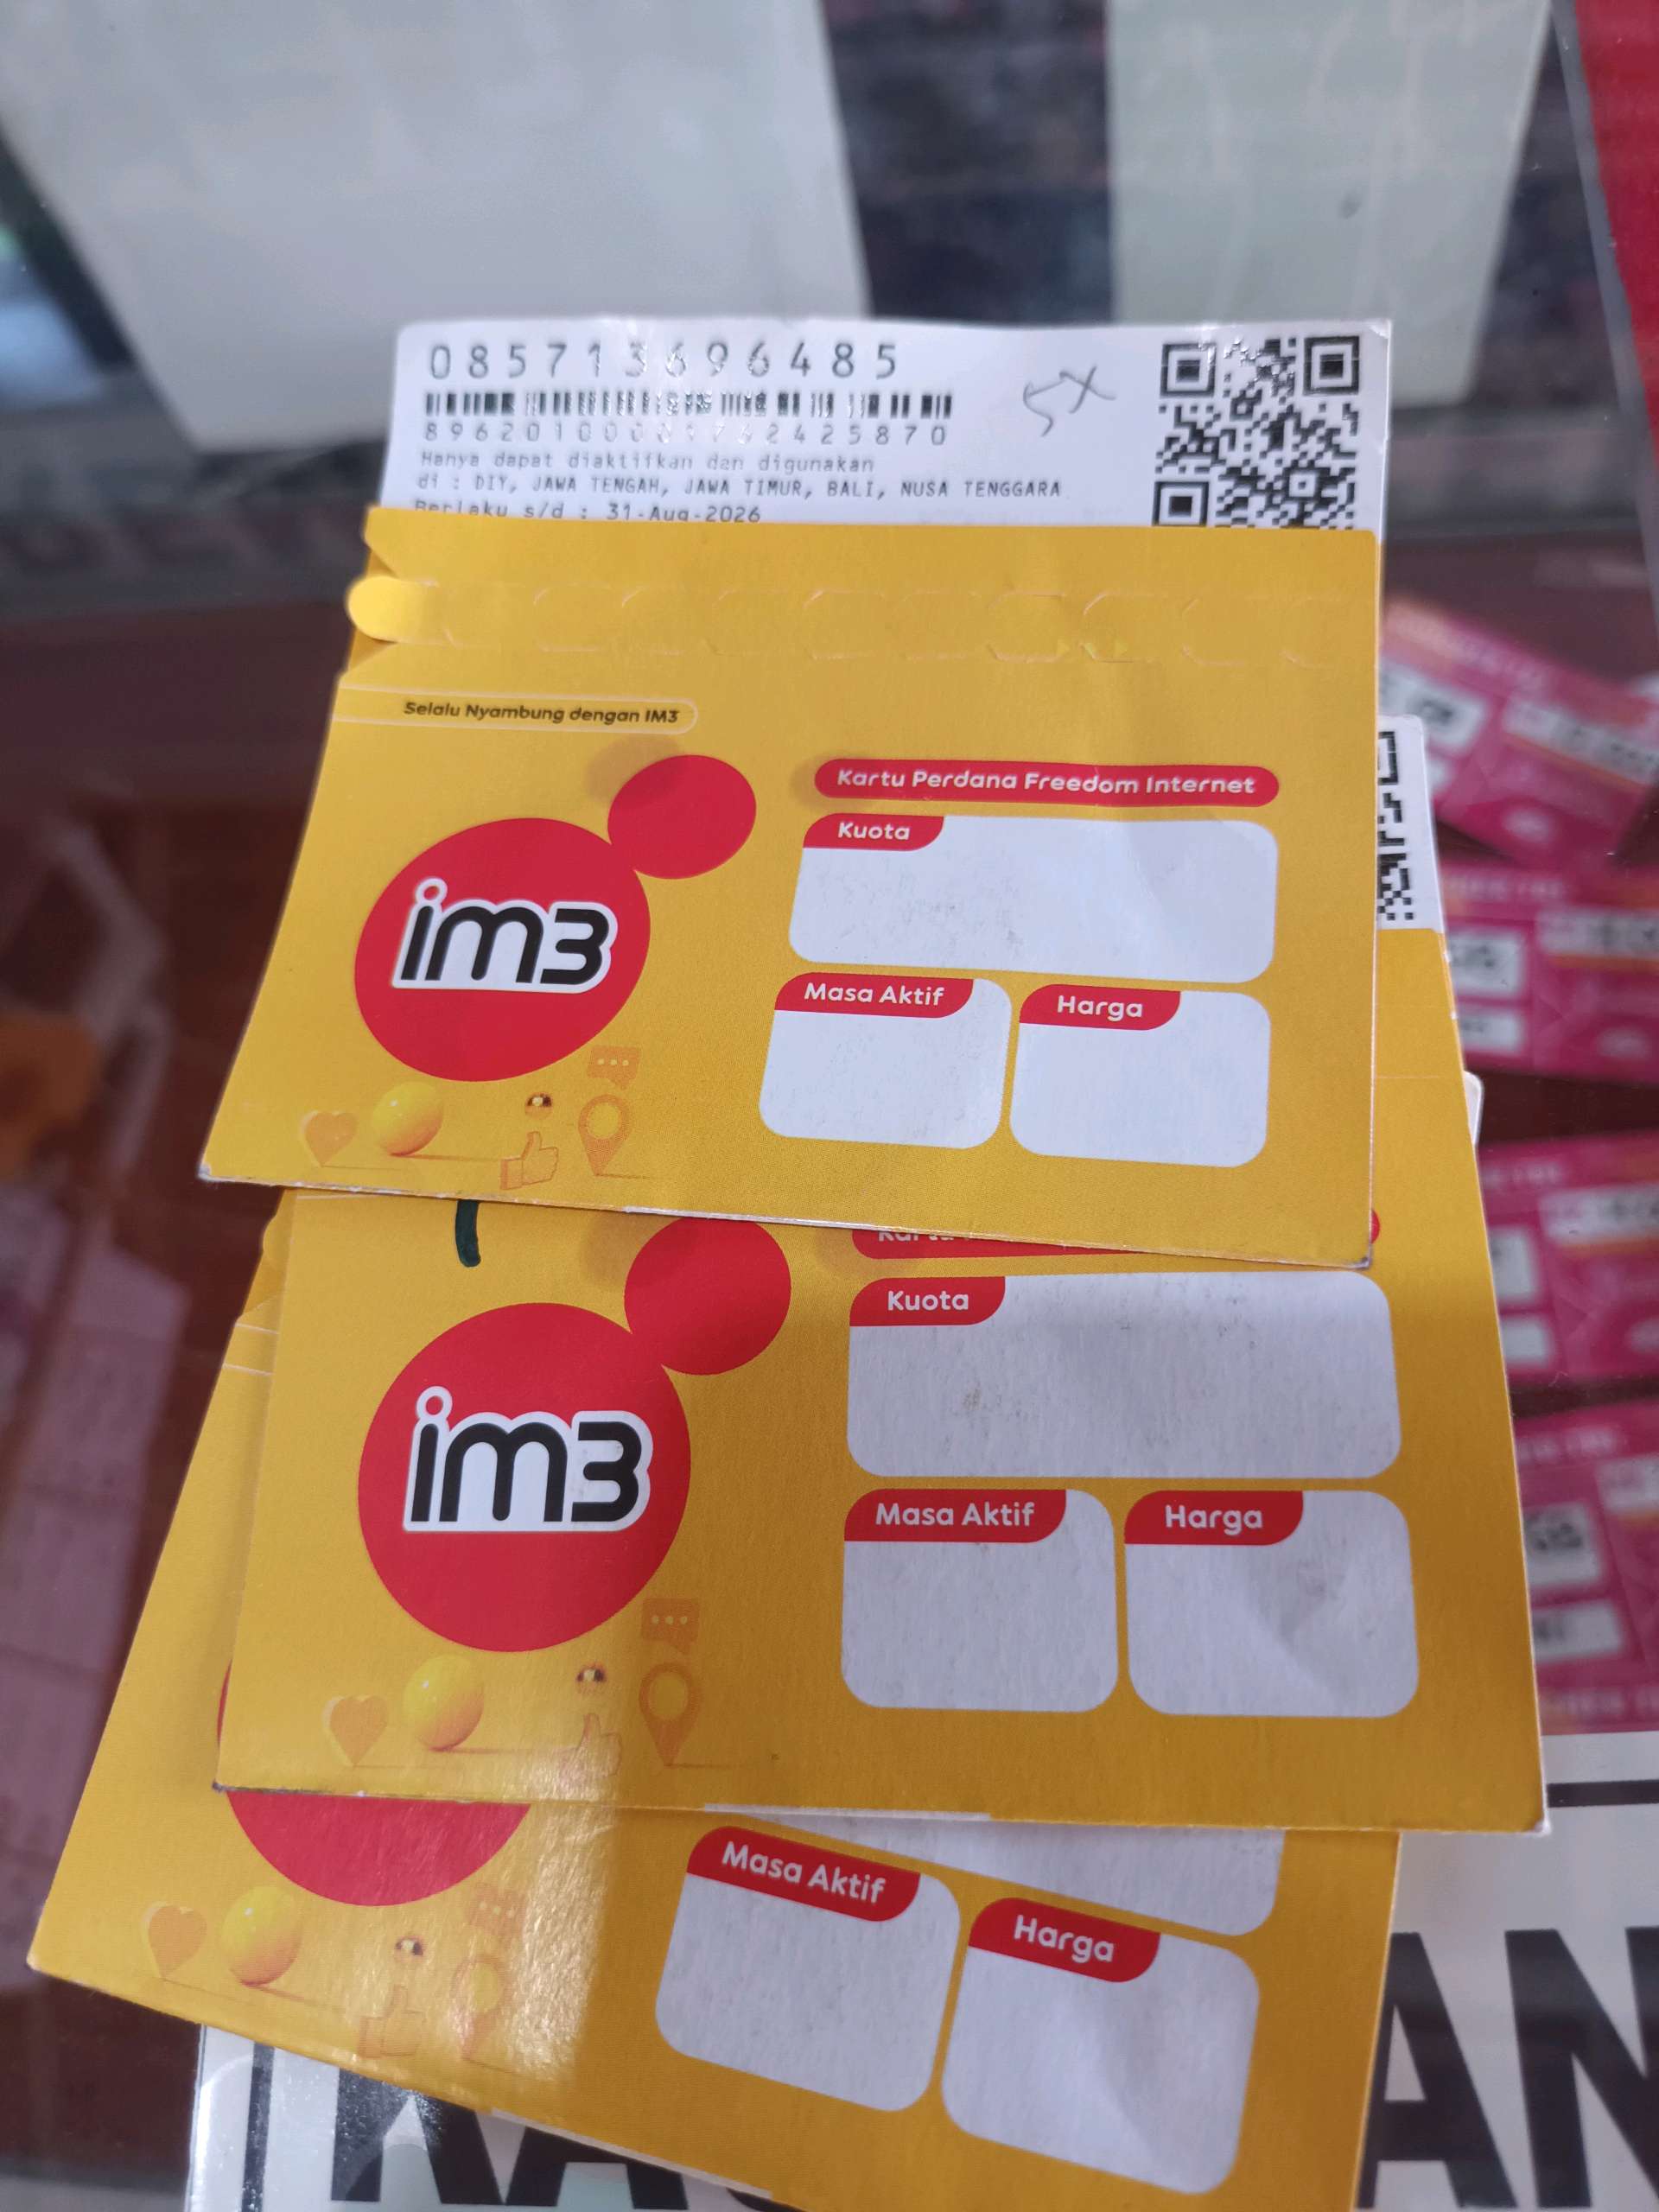 085713696485
5x
Hanya dapat diaktifkan dan digunakan
di : DIY, JAWA TENGAH, JAWA TIMUR, BALI, NUSA TENGGARA
Berlaku s/d : 31-Aug-2026
Selalu Nyambung dengan IM3
im3
Kartu Perdana Freedom Internet
Kuota
Masa Aktif
Harga
im3
Kuota
Masa Aktif
Harga
Masa Aktif
Harga